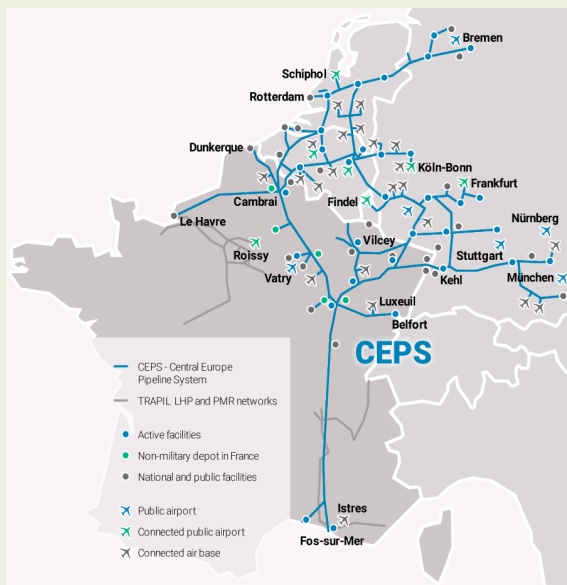 Bremen
Schiphol
Rotterdam
Dunkerque
Köln-Bonn
Cambrai
Findel
Frankfurt
Le Havre
Nürnberg
Roissy
Vilcey
Stuttgart
Vatry
Kehl
München
Luxeuil
Belfort
CEPS
CEPS - Central Europe
Pipeline System
TRAPIL LHP and PMR networks
Active facilities
Non-military depot in France
National and public facilities
Public airport
Connected public airport
Connected air base
Istres
Fos-sur-Mer